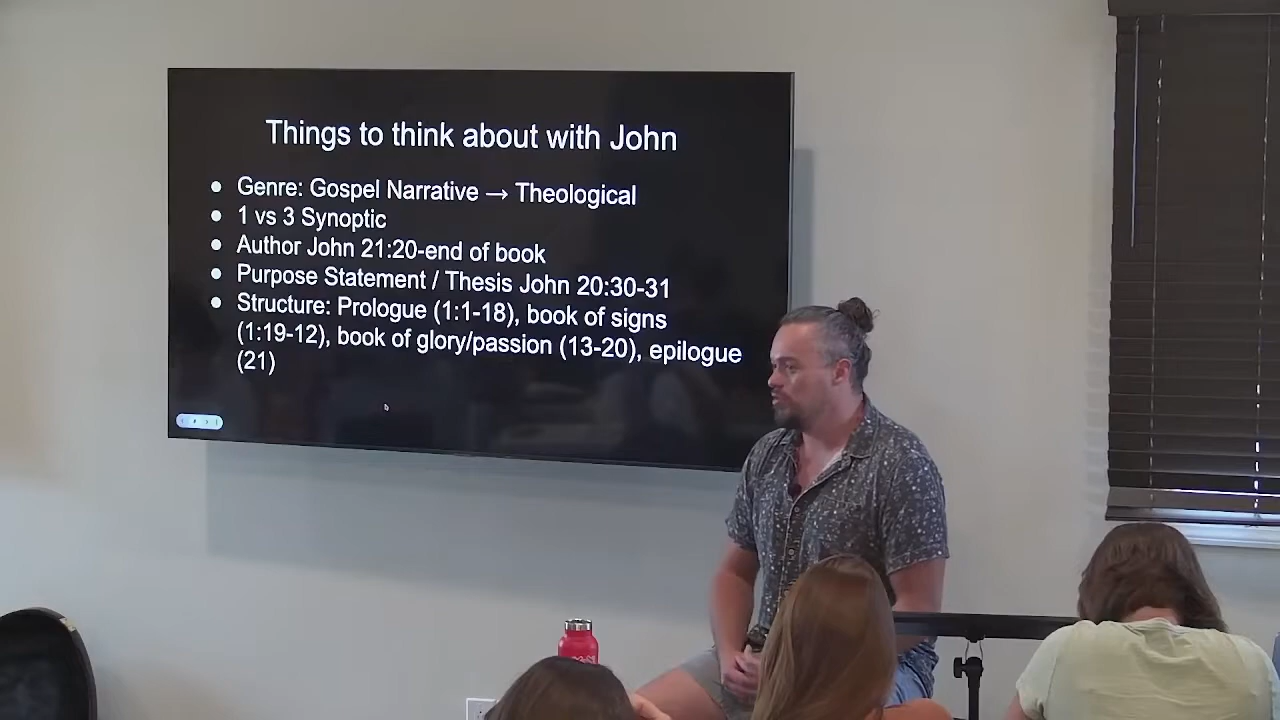 Things to think about with John
● Genre: Gospel Narrative → Theological
● 1 vs 3 Synoptic
● Author John 21:20-end of book
● Purpose Statement / Thesis John 20:30-31
● Structure: Prologue (1:1-18), book of signs
(1:19-12), book of glory/passion (13-20), epilogue
(21)